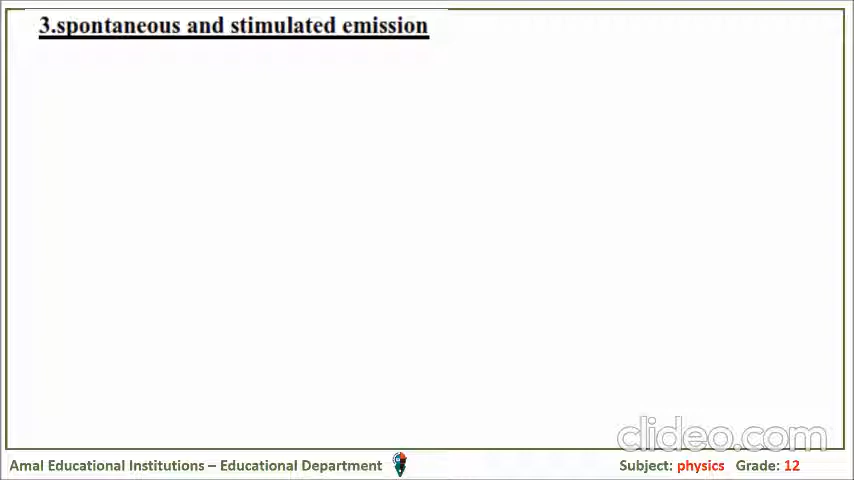 3.spontaneous and stimulated emission
clideo.com
Amal Educational Institutions – Educational Department
Subject: physics Grade: 12